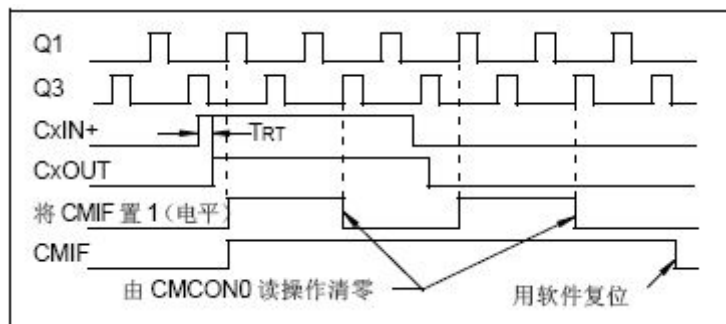 Q1
Q3
CxIN+
TRT
CxOUT
将 CMIF 置 1（电平）
CMIF
由 CMCON0 读操作清零
用软件复位